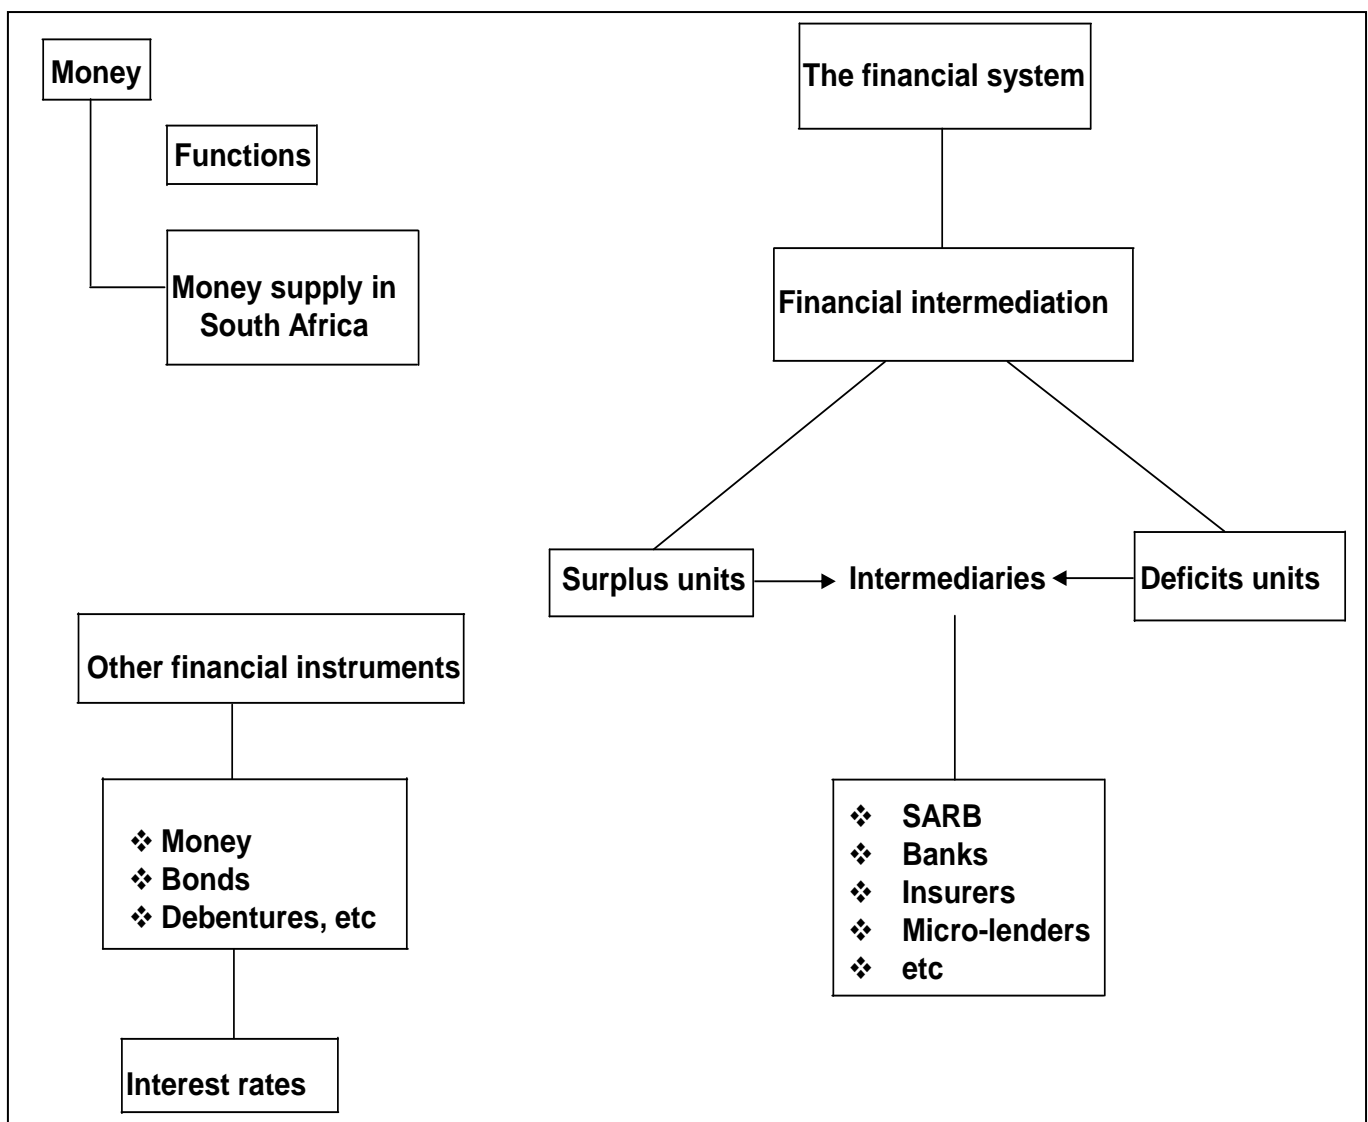 Money
Functions
Money supply in
South Africa
The financial system
Financial intermediation
Surplus units
Intermediaries
Deficits units
❖ SARB
❖ Banks
❖ Insurers
❖ Micro-lenders
❖ etc
Other financial instruments
❖ Money
❖ Bonds
❖ Debentures, etc
Interest rates